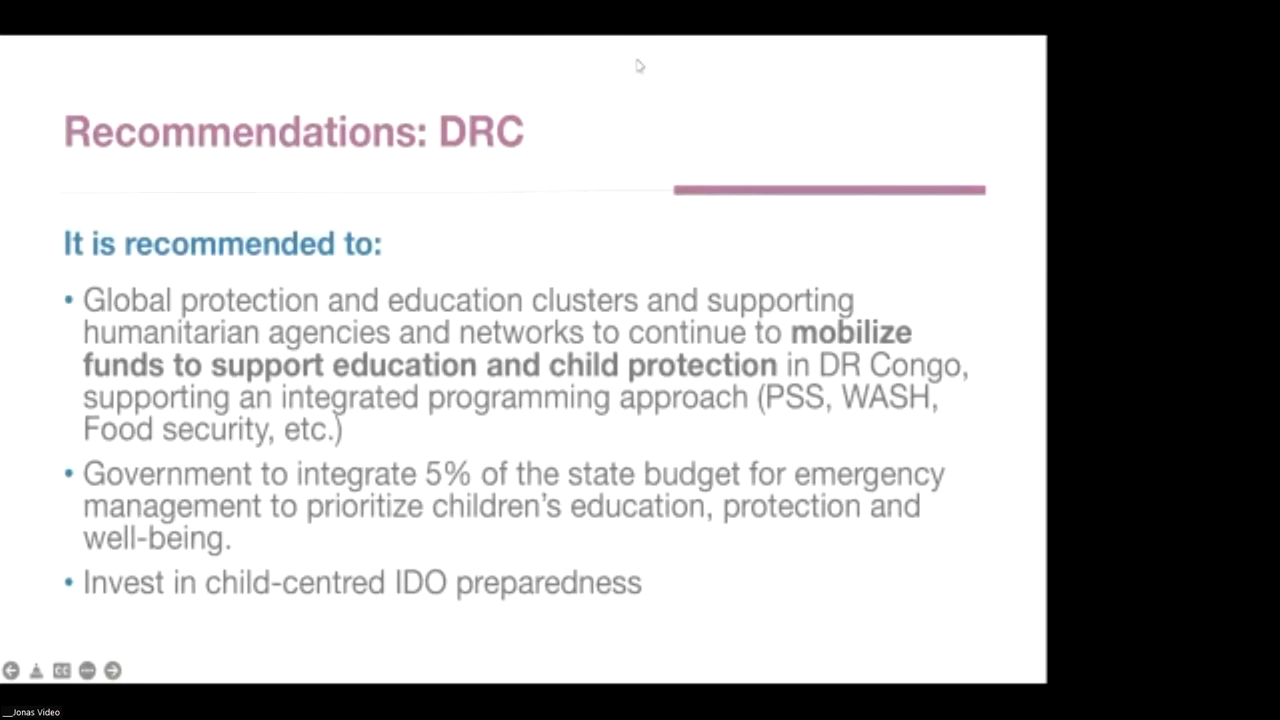 Recommendations: DRC
It is recommended to:
• Global protection and education clusters and supporting
humanitarian agencies and networks to continue to mobilize
funds to support education and child protection in DR Congo,
supporting an integrated programming approach (PSS, WASH,
Food security, etc.)
• Government to integrate 5% of the state budget for emergency
management to prioritize children’s education, protection and
well-being.
• Invest in child-centred IDO preparedness
CC
__Jonas Video